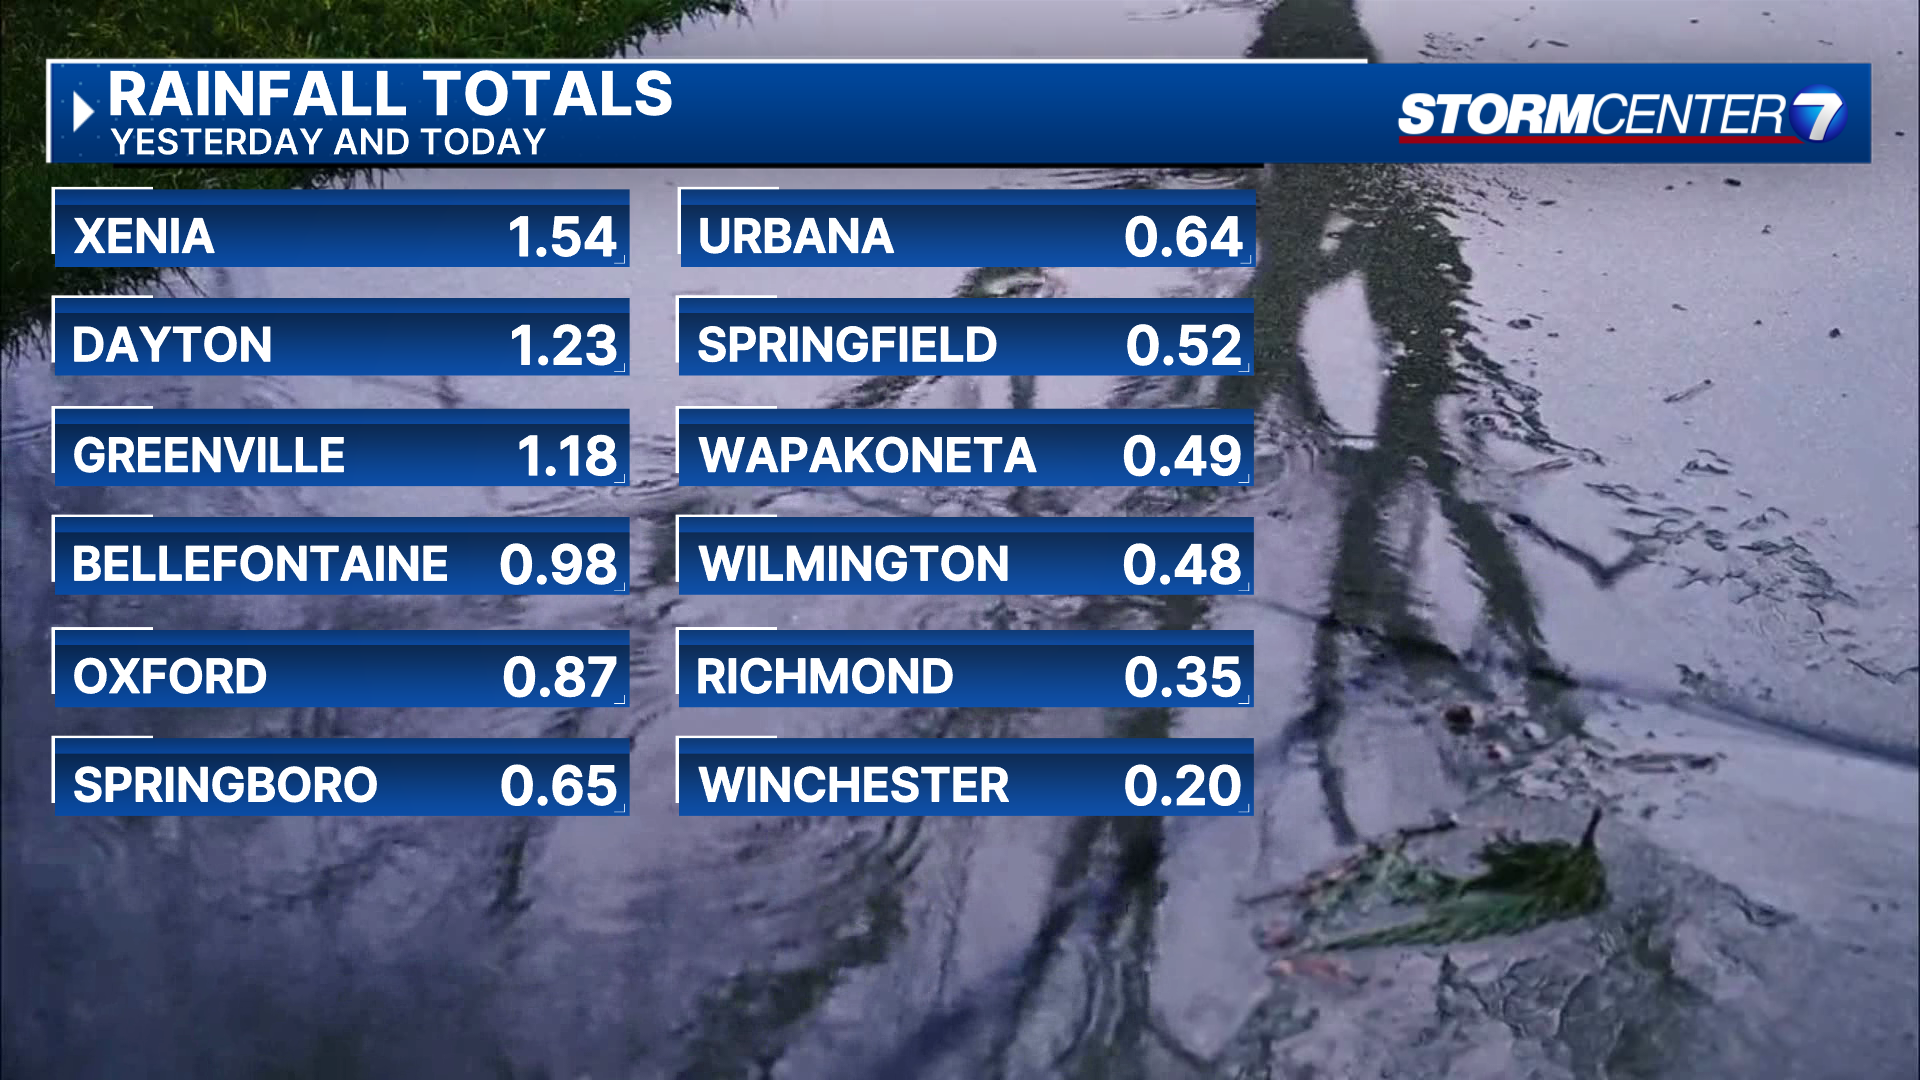 RAINFALL TOTALS
YESTERDAY AND TODAY
STORMCENTER 7
XENIA 1.54
DAYTON 1.23
GREENVILLE 1.18
BELLEFONTAINE 0.98
OXFORD 0.87
SPRINGBORO 0.65
URBANA 0.64
SPRINGFIELD 0.52
WAPAKONETA 0.49
WILMINGTON 0.48
RICHMOND 0.35
WINCHESTER 0.20